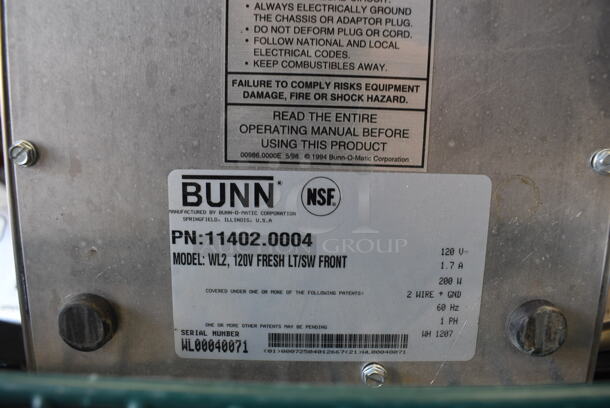 • ALWAYS ELECTRICALLY GROUND
THE CHASSIS OR ADAPTOR PLUG.
• DO NOT DEFORM PLUG OR CORD.
• FOLLOW NATIONAL AND LOCAL
ELECTRICAL CODES.
• KEEP COMBUSTIBLES AWAY.
FAILURE TO COMPLY RISKS EQUIPMENT
DAMAGE, FIRE OR SHOCK HAZARD.
READ THE ENTIRE
OPERATING MANUAL BEFORE
USING THIS PRODUCT
00986.0000E 5/98 © 1994 Bunn-O-Matic Corporation
BUNN®
NSF®
MANUFACTURED BY BUNN-O-MATIC CORPORATION
SPRINGFIELD, ILLINOIS, U.S.A
PN:11402.0004
GROUP
MODEL: WL2, 120V FRESH LT/SW FRONT
120 V~
1.7 A
200 W
COVERED UNDER ONE OR MORE OF THE FOLLOWING PATENTS:
2 WIRE + GND
60 Hz
ONE OR MORE OTHER PATENTS MAY BE PENDING
1 PH
SERIAL NUMBER
WL00040071
WH 1207
(01)00072504012667(21)WL00040071